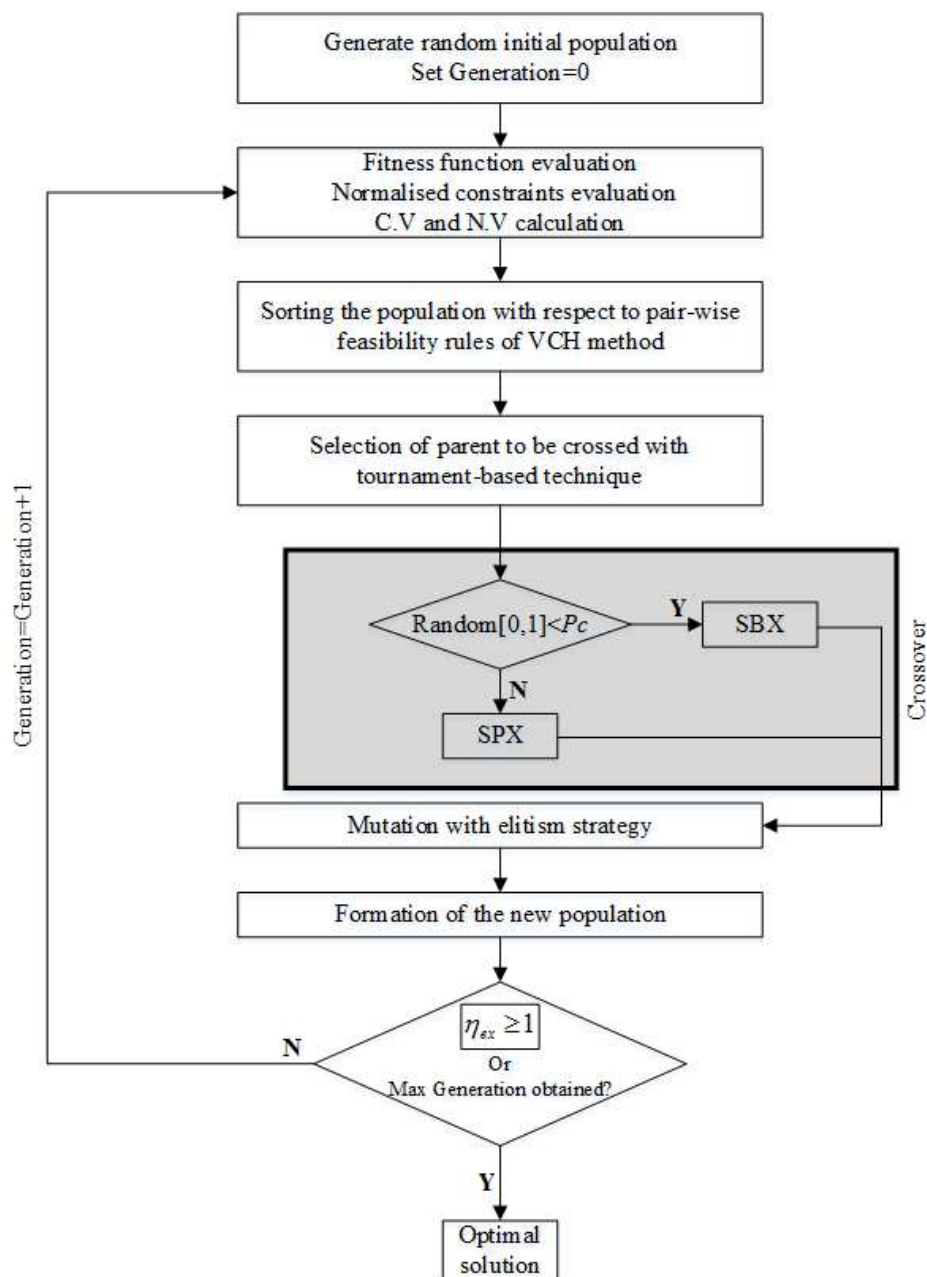 Generate random initial population
Set Generation=0
Fitness function evaluation
Normalised constraints evaluation
C.V and N.V calculation
Sorting the population with respect to pair-wise
feasibility rules of VCH method
Selection of parent to be crossed with
tournament-based technique
Generation=Generation+1
Random[0,1]<Pc
Y
SBX
N
SPX
Crossover
Mutation with elitism strategy
Formation of the new population
η_ex ≥1
Or
Max Generation obtained?
N
Y
Optimal
solution